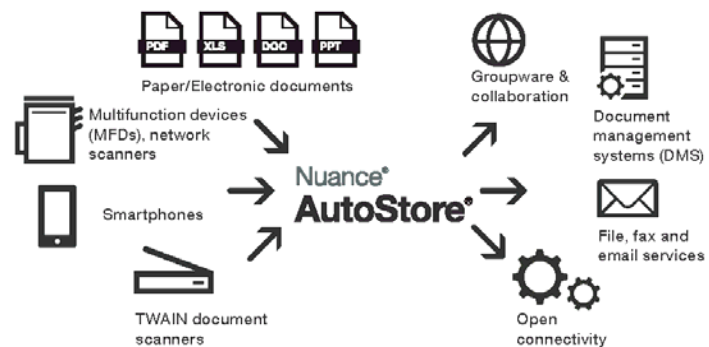 PDF
XLS
DOC
PPT
Paper/Electronic documents
Multifunction devices
(MFDs), network
scanners
Smartphones
TWAIN document
scanners
Nuance®
AutoStore®
Groupware &
collaboration
Document
management
systems (DMS)
File, fax and
email services
Open
connectivity